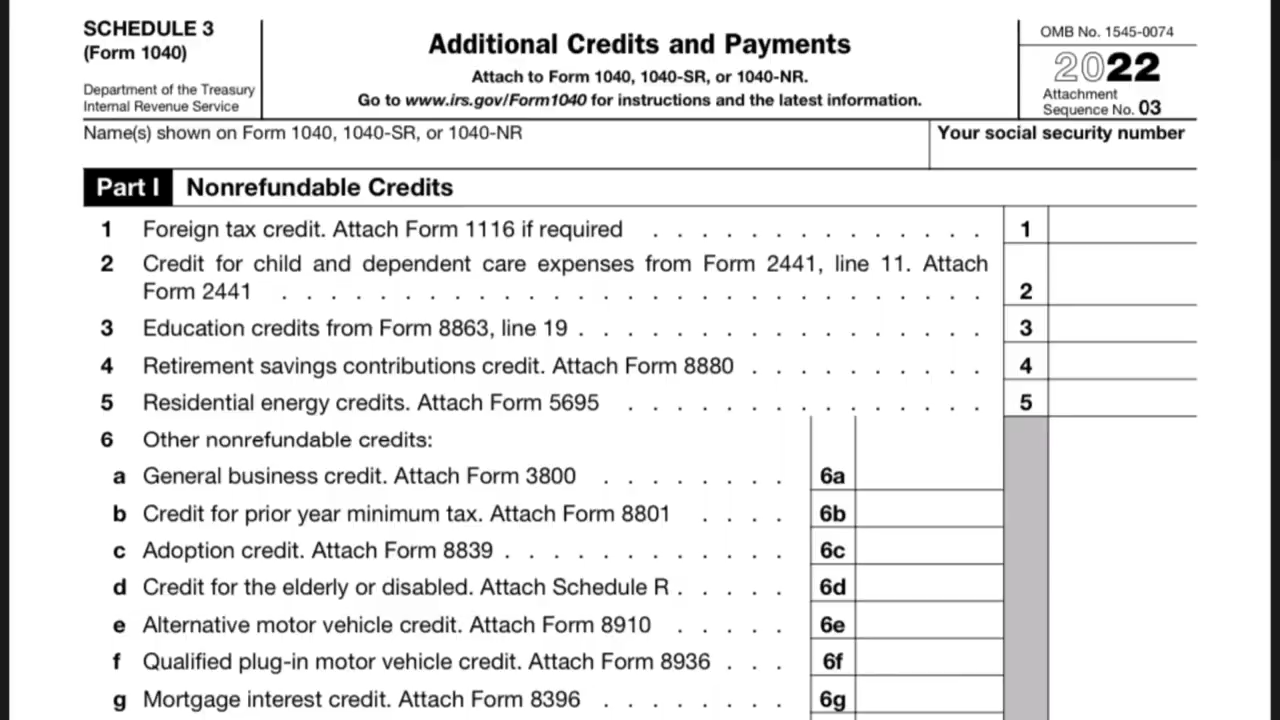 SCHEDULE 3
(Form 1040)
Department of the Treasury
Internal Revenue Service
Additional Credits and Payments
Attach to Form 1040, 1040-SR, or 1040-NR.
Go to www.irs.gov/Form1040 for instructions and the latest information.
OMB No. 1545-0074
2022
Attachment
Sequence No. 03
Name(s) shown on Form 1040, 1040-SR, or 1040-NR
Your social security number
Part I Nonrefundable Credits
1 Foreign tax credit. Attach Form 1116 if required . . . . . . . . . . . . . . 1
2 Credit for child and dependent care expenses from Form 2441, line 11. Attach
Form 2441 . . . . . . . . . . . . . . . . . . . . . . . . . . . . . 2
3 Education credits from Form 8863, line 19 . . . . . . . . . . . . . . . . . 3
4 Retirement savings contributions credit. Attach Form 8880 . . . . . . . . . . 4
5 Residential energy credits. Attach Form 5695 . . . . . . . . . . . . . . . 5
6 Other nonrefundable credits:
a General business credit. Attach Form 3800 . . . . . . . . 6a
b Credit for prior year minimum tax. Attach Form 8801 . . . . 6b
c Adoption credit. Attach Form 8839 . . . . . . . . . . . . 6c
d Credit for the elderly or disabled. Attach Schedule R . . . . . 6d
e Alternative motor vehicle credit. Attach Form 8910 . . . . . 6e
f Qualified plug-in motor vehicle credit. Attach Form 8936 . . . 6f
g Mortgage interest credit. Attach Form 8396 . . . . . . . . 6g